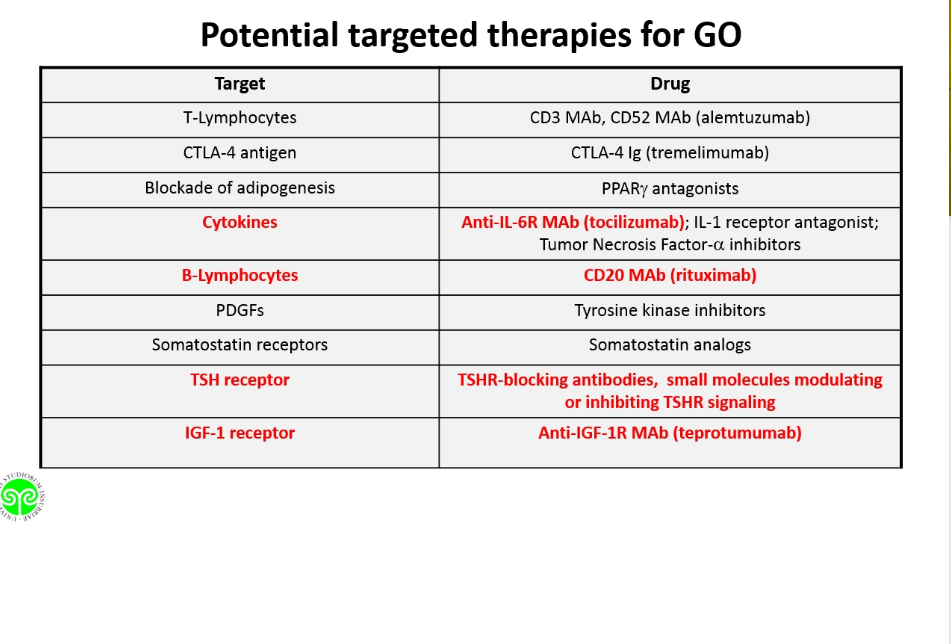 Potential targeted therapies for GO
Target Drug
T-Lymphocytes CD3 MAb, CD52 MAb (alemtuzumab)
CTLA-4 antigen CTLA-4 Ig (tremelimumab)
Blockade of adipogenesis PPARγ antagonists
Cytokines Anti-IL-6R MAb (tocilizumab); IL-1 receptor antagonist;
Tumor Necrosis Factor-α inhibitors
B-Lymphocytes CD20 MAb (rituximab)
PDGFs Tyrosine kinase inhibitors
Somatostatin receptors Somatostatin analogs
TSH receptor TSHR-blocking antibodies, small molecules modulating
or inhibiting TSHR signaling
IGF-1 receptor Anti-IGF-1R MAb (teprotumumab)